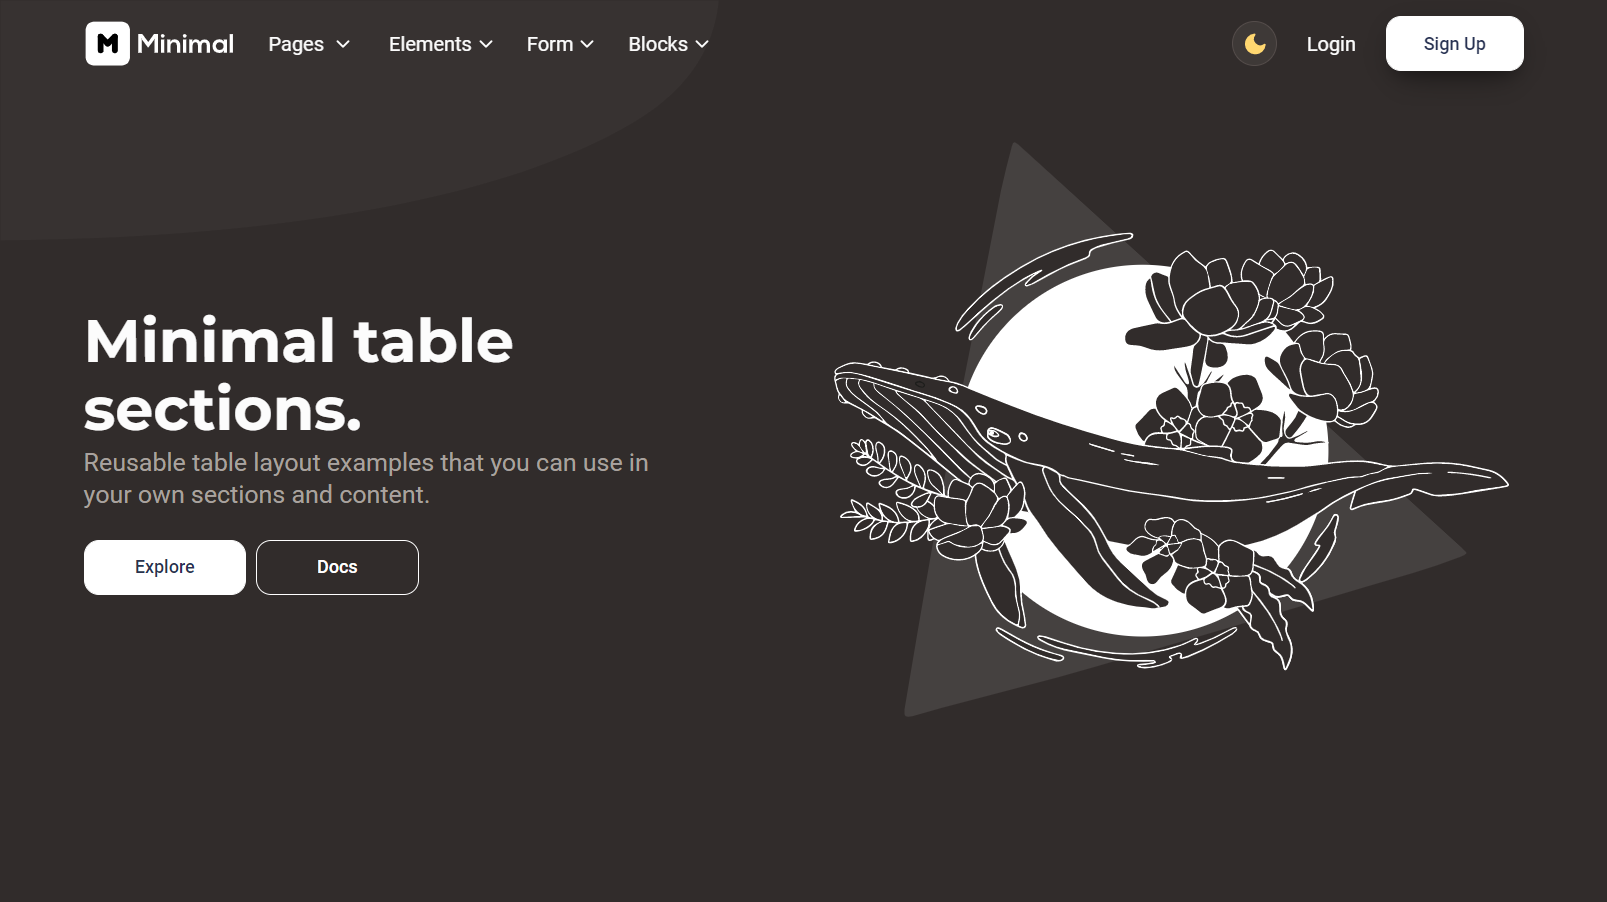 M Minimal Pages Elements Form Blocks Login Sign Up
Minimal table
sections.
Reusable table layout examples that you can use in
your own sections and content.
Explore Docs